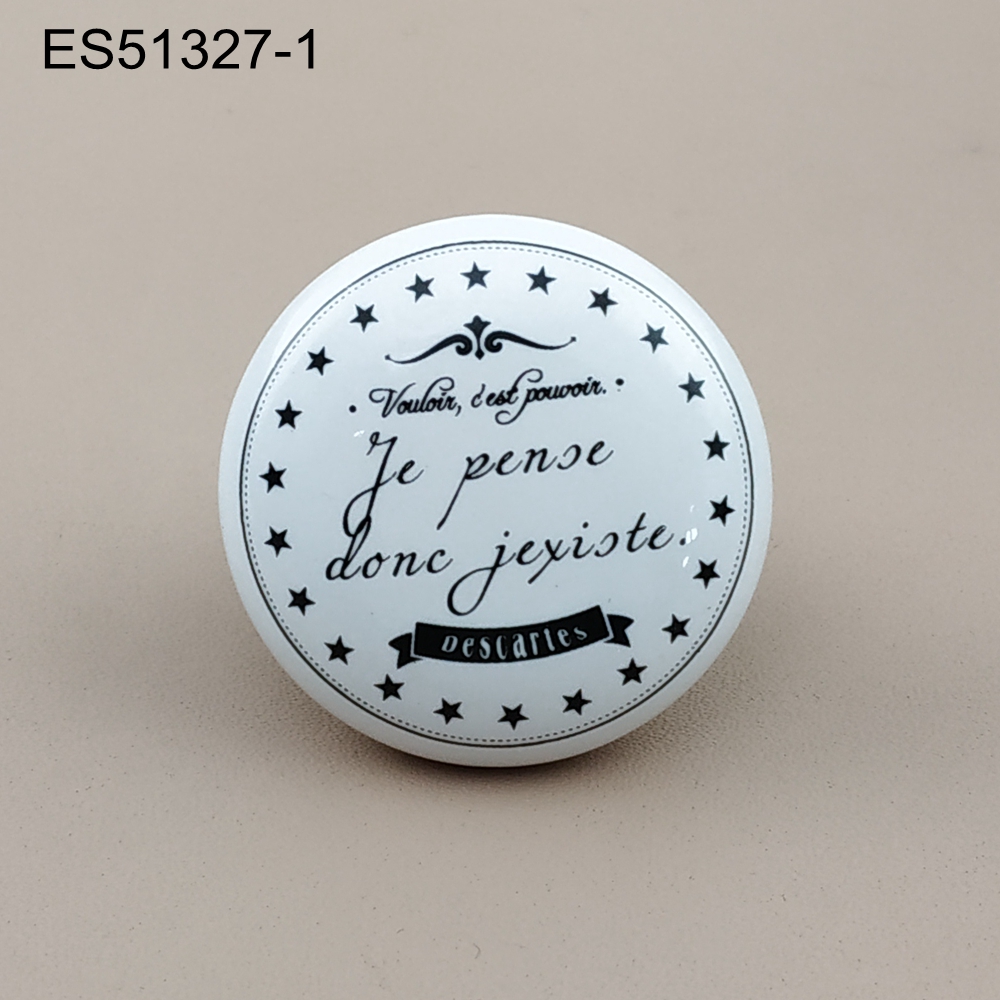 ES51327-1
• Vouloir, c'est pouvoir. •
Je pense
donc jexiste.
DESCARTES